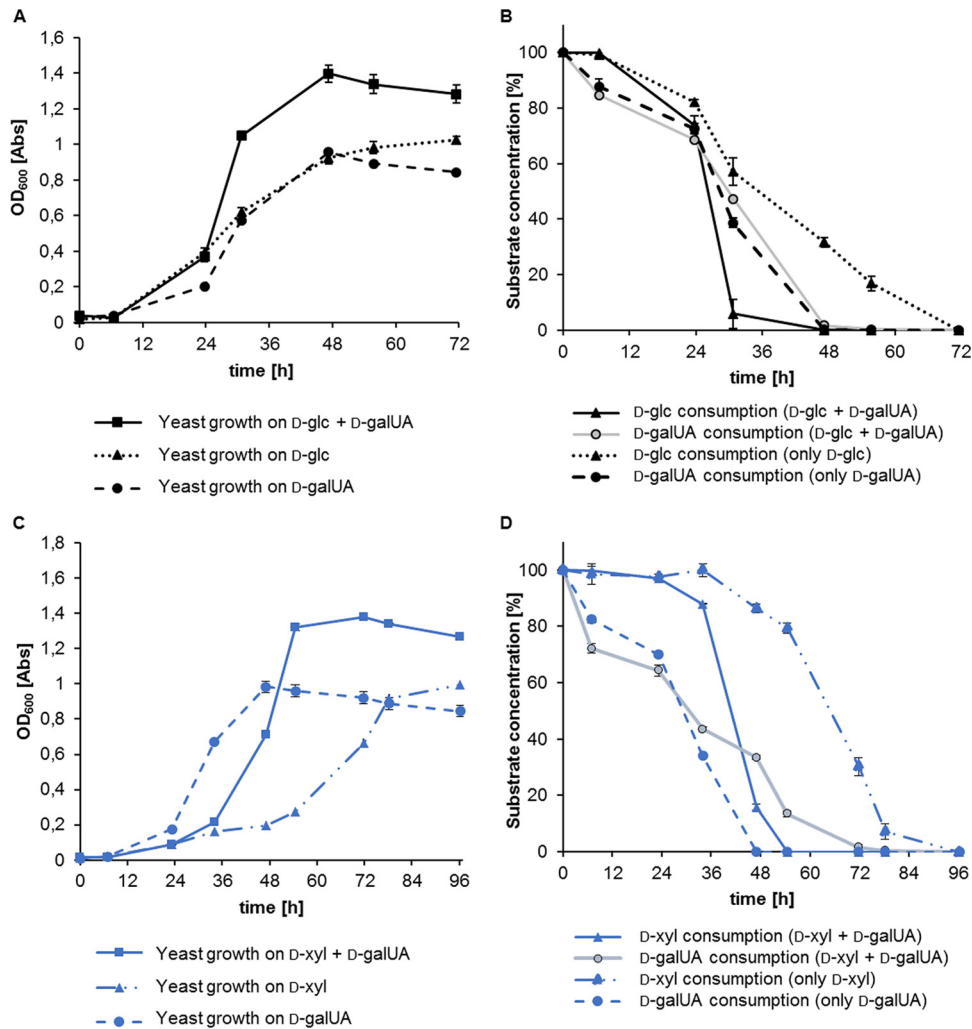 A
OD600 [Abs]
1,8
1,6
1,4
1,2
1
0,8
0,6
0,4
0,2
0
0 12 24 36 48 60 72
time [h]
Yeast growth on D-glc + D-galUA
Yeast growth on D-glc
Yeast growth on D-galUA
B
Substrate concentration [%]
100
80
60
40
20
0
0 12 24 36 48 60 72
time [h]
D-glc consumption (D-glc + D-galUA)
D-galUA consumption (D-glc + D-galUA)
D-glc consumption (only D-glc)
D-galUA consumption (only D-galUA)
C
OD600 [Abs]
1,8
1,6
1,4
1,2
1
0,8
0,6
0,4
0,2
0
0 12 24 36 48 60 72 84 96
time [h]
Yeast growth on D-xyl + D-galUA
Yeast growth on D-xyl
Yeast growth on D-galUA
D
Substrate concentration [%]
100
80
60
40
20
0
0 12 24 36 48 60 72 84 96
time [h]
D-xyl consumption (D-xyl + D-galUA)
D-galUA consumption (D-xyl + D-galUA)
D-xyl consumption (only D-xyl)
D-galUA consumption (only D-galUA)